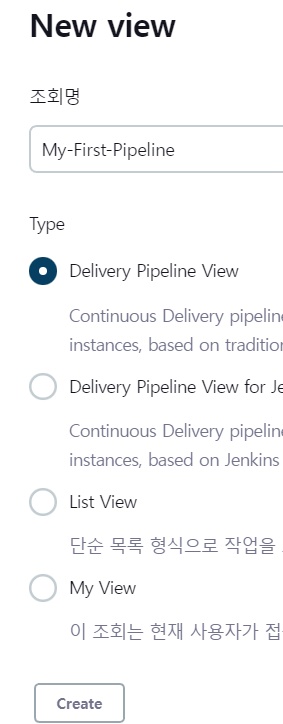 New view
조회명
My-First-Pipeline
Type
Delivery Pipeline View
Continuous Delivery pipeline
instances, based on tradition
Delivery Pipeline View for Je
Continuous Delivery pipeline
instances, based on Jenkins
List View
단순 목록 형식으로 작업을
My View
이 조회는 현재 사용자가 접
Create